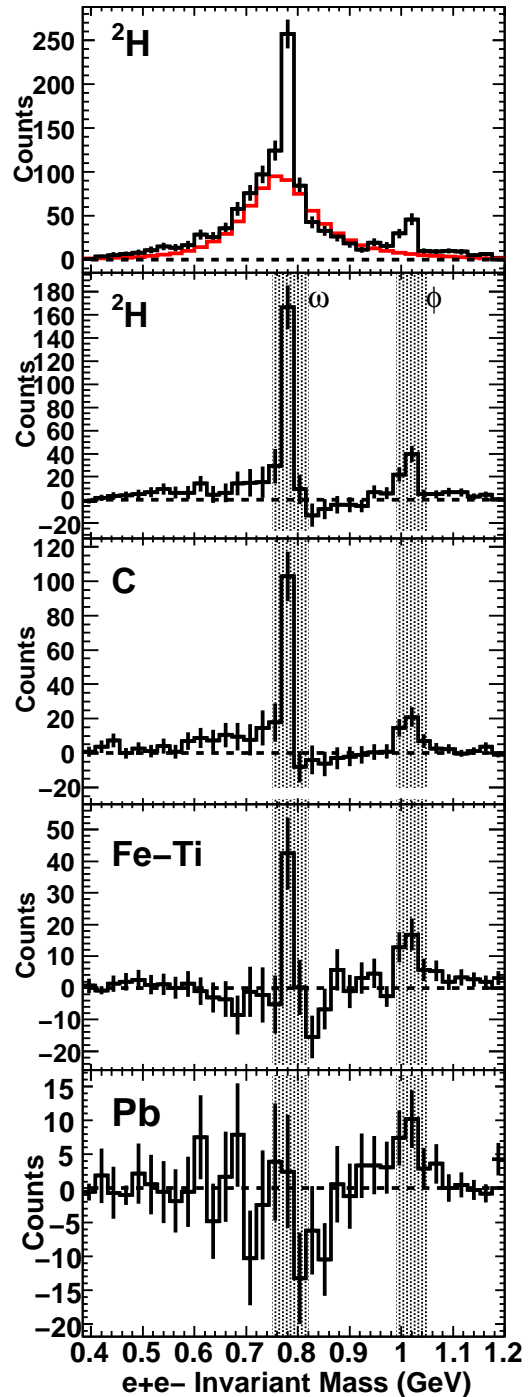 250
200
150
100
50
0
Counts
²H
180
160
140
120
100
80
60
40
20
0
−20
Counts
²H
ω
ϕ
120
100
80
60
40
20
0
−20
Counts
C
50
40
30
20
10
0
−10
−20
Counts
Fe−Ti
15
10
5
0
−5
−10
−15
−20
Counts
Pb
0.4 0.5 0.6 0.7 0.8 0.9 1 1.1 1.2
e+e− Invariant Mass (GeV)